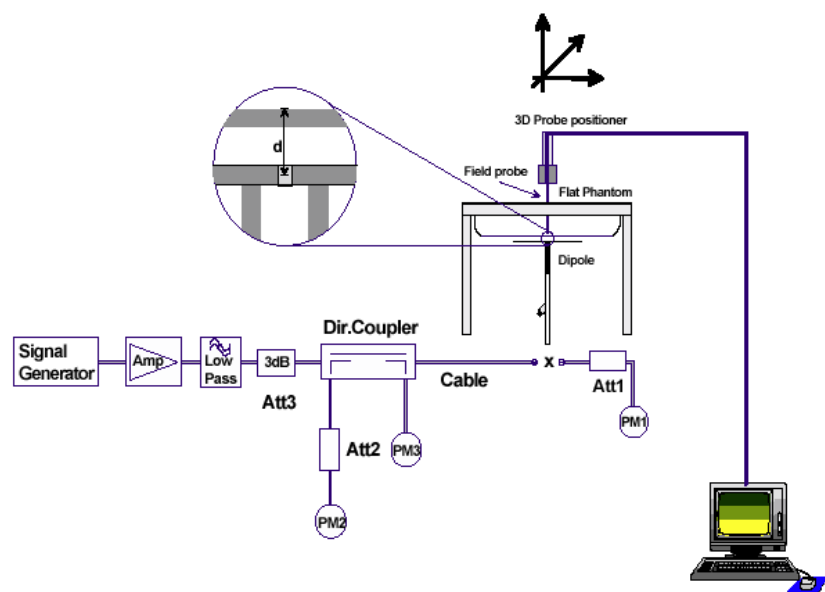 3D Probe positioner
d
Field probe
Flat Phantom
Dipole
Signal
Generator
Amp
Low
Pass
3dB
Att3
Dir.Coupler
Cable
x
Att1
PM1
Att2
PM3
PM2